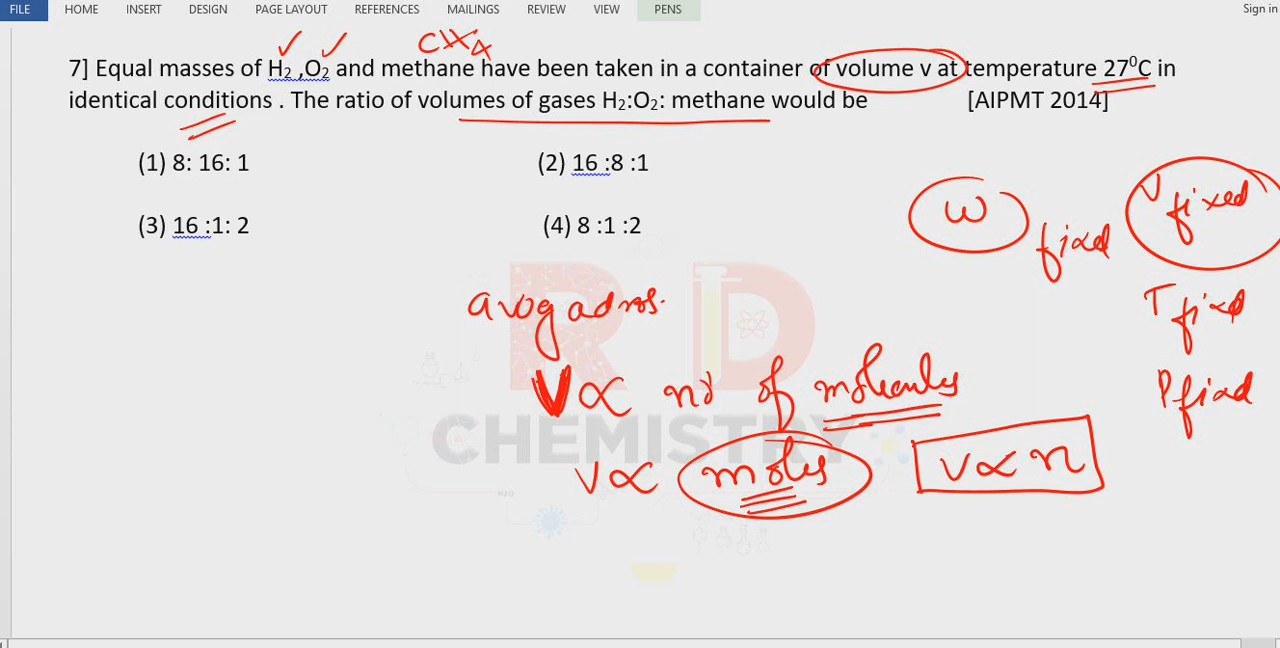 FILE HOME INSERT DESIGN PAGE LAYOUT REFERENCES MAILINGS REVIEW VIEW PENS Sign in
CH₄
7] Equal masses of H₂ ,O₂ and methane have been taken in a container of volume v at temperature 27⁰C in
identical conditions . The ratio of volumes of gases H₂:O₂: methane would be [AIPMT 2014]
(1) 8: 16: 1 (2) 16 :8 :1
(3) 16 :1: 2 (4) 8 :1 :2
w fixed V fixed
T fixed
P fixed
avogadros.
V ∝ no of molecules
V ∝ moles V ∝ n
RD
CHEMISTRY